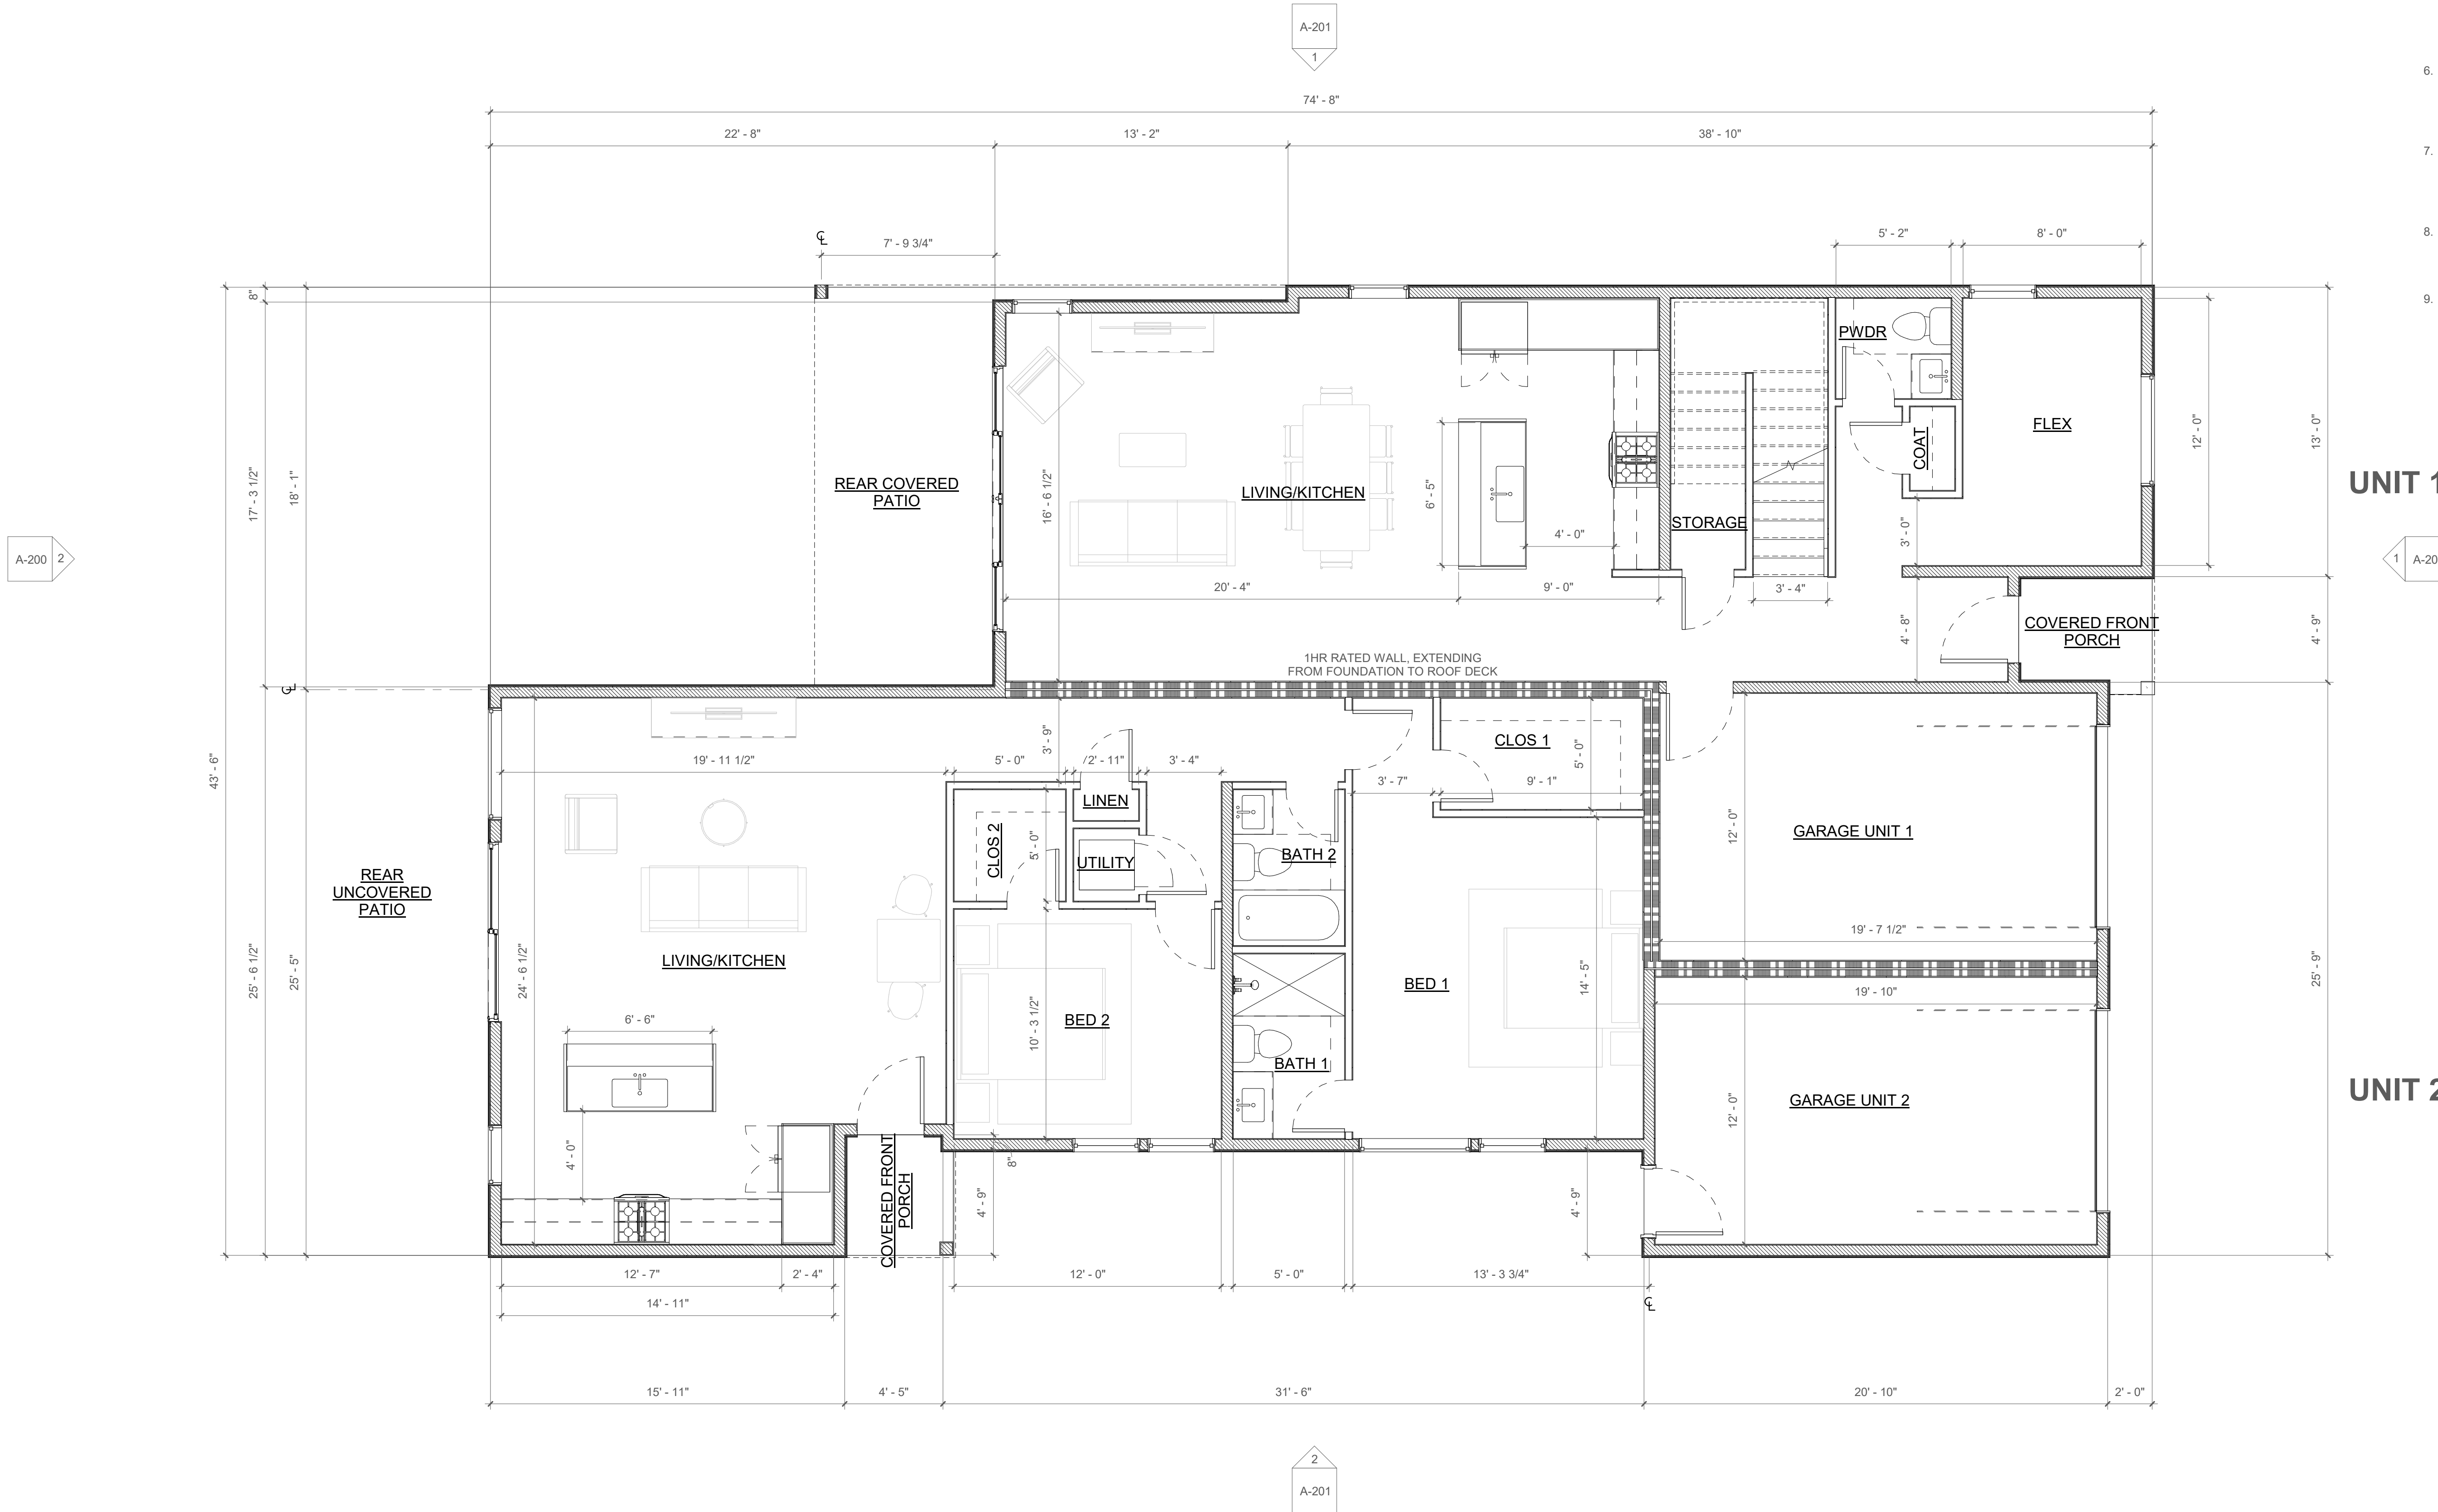 A-201
1
6.
74' - 8"
22' - 8"
13' - 2"
38' - 10"
7.
8.
℄
7' - 9 3/4"
5' - 2"
8' - 0"
9.
8"
PWDR
FLEX
COAT
12' - 0"
13' - 0"
17' - 3 1/2"
18' - 1"
REAR COVERED
PATIO
16' - 6 1/2"
LIVING/KITCHEN
6' - 5"
4' - 0"
STORAGE
3' - 0"
UNIT 1
A-200
2
1
A-20
20' - 4"
9' - 0"
3' - 4"
4' - 8"
COVERED FRONT
PORCH
4' - 9"
1HR RATED WALL, EXTENDING
FROM FOUNDATION TO ROOF DECK
℄
43' - 6"
19' - 11 1/2"
5' - 0"
3' - 9"
2' - 11"
3' - 4"
CLOS 1
5' - 0"
3' - 7"
9' - 1"
LINEN
CLOS 2
5' - 0"
UTILITY
BATH 2
12' - 0"
GARAGE UNIT 1
REAR
UNCOVERED
PATIO
25' - 6 1/2"
25' - 5"
24' - 6 1/2"
LIVING/KITCHEN
19' - 7 1/2"
25' - 9"
BED 1
14' - 5"
19' - 10"
6' - 6"
10' - 3 1/2"
BED 2
BATH 1
12' - 0"
GARAGE UNIT 2
UNIT 2
4' - 0"
COVERED FRONT
PORCH
8"
4' - 9"
4' - 9"
12' - 7"
2' - 4"
12' - 0"
5' - 0"
13' - 3 3/4"
14' - 11"
℄
15' - 11"
4' - 5"
31' - 6"
20' - 10"
2' - 0"
2
A-201